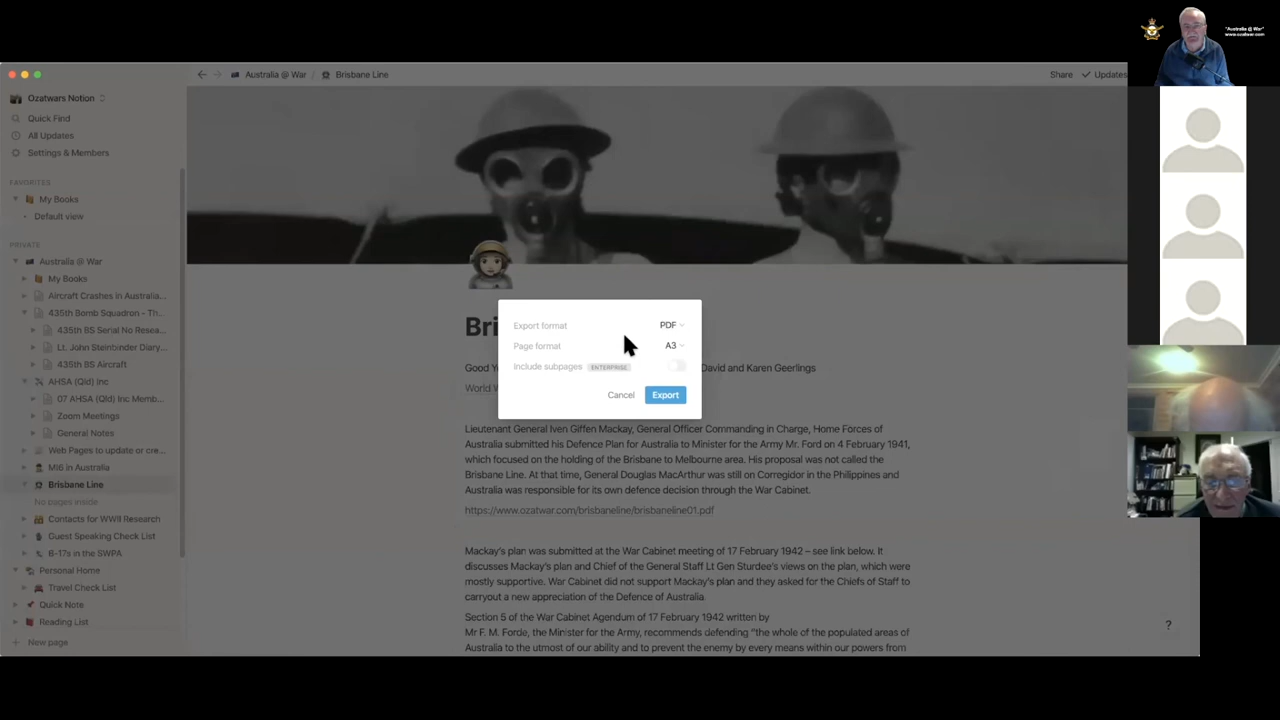 "Australia @ War"
www.ozatwar.com
Australia @ War / Brisbane Line
Share
Updates
Ozatwars Notion
Quick Find
All Updates
Settings & Members
FAVORITES
My Books
Default view
PRIVATE
Australia @ War
My Books
Aircraft Crashes in Australia...
435th Bomb Squadron - Th...
435th BS Serial No Resea...
Lt. John Steinbinder Diary...
435th BS Aircraft
AHSA (Qld) Inc
07 AHSA (Qld) Inc Memb...
Zoom Meetings
General Notes
Web Pages to update or cre...
MI6 in Australia
Brisbane Line
No pages inside
Contacts for WWII Research
Guest Speaking Check List
B-17s in the SWPA
Personal Home
Travel Check List
Quick Note
Reading List
New page
Bri
Export format
PDF
Page format
A3
Include subpages ENTERPRISE
Cancel
Export
Good
David and Karen Geerlings
World
Lieutenant General Iven Giffen Mackay, General Officer Commanding in Charge, Home Forces of
Australia submitted his Defence Plan for Australia to Minister for the Army Mr. Ford on 4 February 1941,
which focused on the holding of the Brisbane to Melbourne area. His proposal was not called the
Brisbane Line. At that time, General Douglas MacArthur was still on Corregidor in the Philippines and
Australia was responsible for its own defence decision through the War Cabinet.
https://www.ozatwar.com/brisbaneline/brisbaneline01.pdf
Mackay's plan was submitted at the War Cabinet meeting of 17 February 1942 – see link below. It
discusses Mackay's plan and Chief of the General Staff Lt Gen Sturdee's views on the plan, which were
mostly supportive. War Cabinet did not support Mackay's plan and they asked for the Chiefs of Staff to
carryout a new appreciation of the Defence of Australia.
Section 5 of the War Cabinet Agendum of 17 February 1942 written by
Mr F. M. Forde, the Minister for the Army, recommends defending "the whole of the populated areas of
Australia to the utmost of our ability and to prevent the enemy by every means within our powers from
?